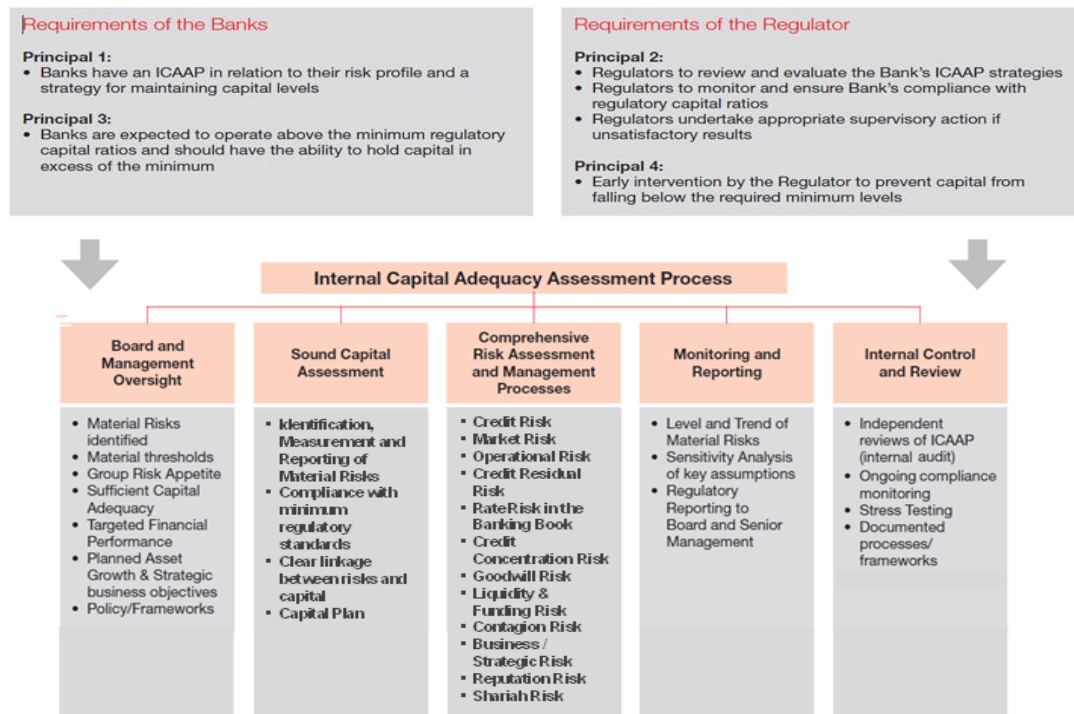 Requirements of the Banks
Principal 1:
• Banks have an ICAAP in relation to their risk profile and a
strategy for maintaining capital levels
Principal 3:
• Banks are expected to operate above the minimum regulatory
capital ratios and should have the ability to hold capital in
excess of the minimum
Requirements of the Regulator
Principal 2:
• Regulators to review and evaluate the Bank's ICAAP strategies
• Regulators to monitor and ensure Bank's compliance with
regulatory capital ratios
• Regulators undertake appropriate supervisory action if
unsatisfactory results
Principal 4:
• Early intervention by the Regulator to prevent capital from
falling below the required minimum levels
Internal Capital Adequacy Assessment Process
Board and
Management
Oversight
• Material Risks
identified
• Material thresholds
• Group Risk Appetite
• Sufficient Capital
Adequacy
• Targeted Financial
Performance
• Planned Asset
Growth & Strategic
business objectives
• Policy/Frameworks
Sound Capital
Assessment
▪ Identification,
Measurement and
Reporting of
Material Risks
▪ Compliance with
minimum
regulatory
standards
▪ Clear linkage
between risks and
capital
▪ Capital Plan
Comprehensive
Risk Assessment
and Management
Processes
▪ Credit Risk
▪ Market Risk
▪ Operational Risk
▪ Credit Residual
Risk
▪ Rate Risk in the
Banking Book
▪ Credit
Concentration Risk
▪ Goodwill Risk
▪ Liquidity &
Funding Risk
▪ Contagion Risk
▪ Business /
Strategic Risk
▪ Reputation Risk
▪ Shariah Risk
Monitoring and
Reporting
• Level and Trend of
Material Risks
• Sensitivity Analysis
of key assumptions
• Regulatory
Reporting to
Board and Senior
Management
Internal Control
and Review
• Independent
reviews of ICAAP
(internal audit)
• Ongoing compliance
monitoring
• Stress Testing
• Documented
processes/
frameworks